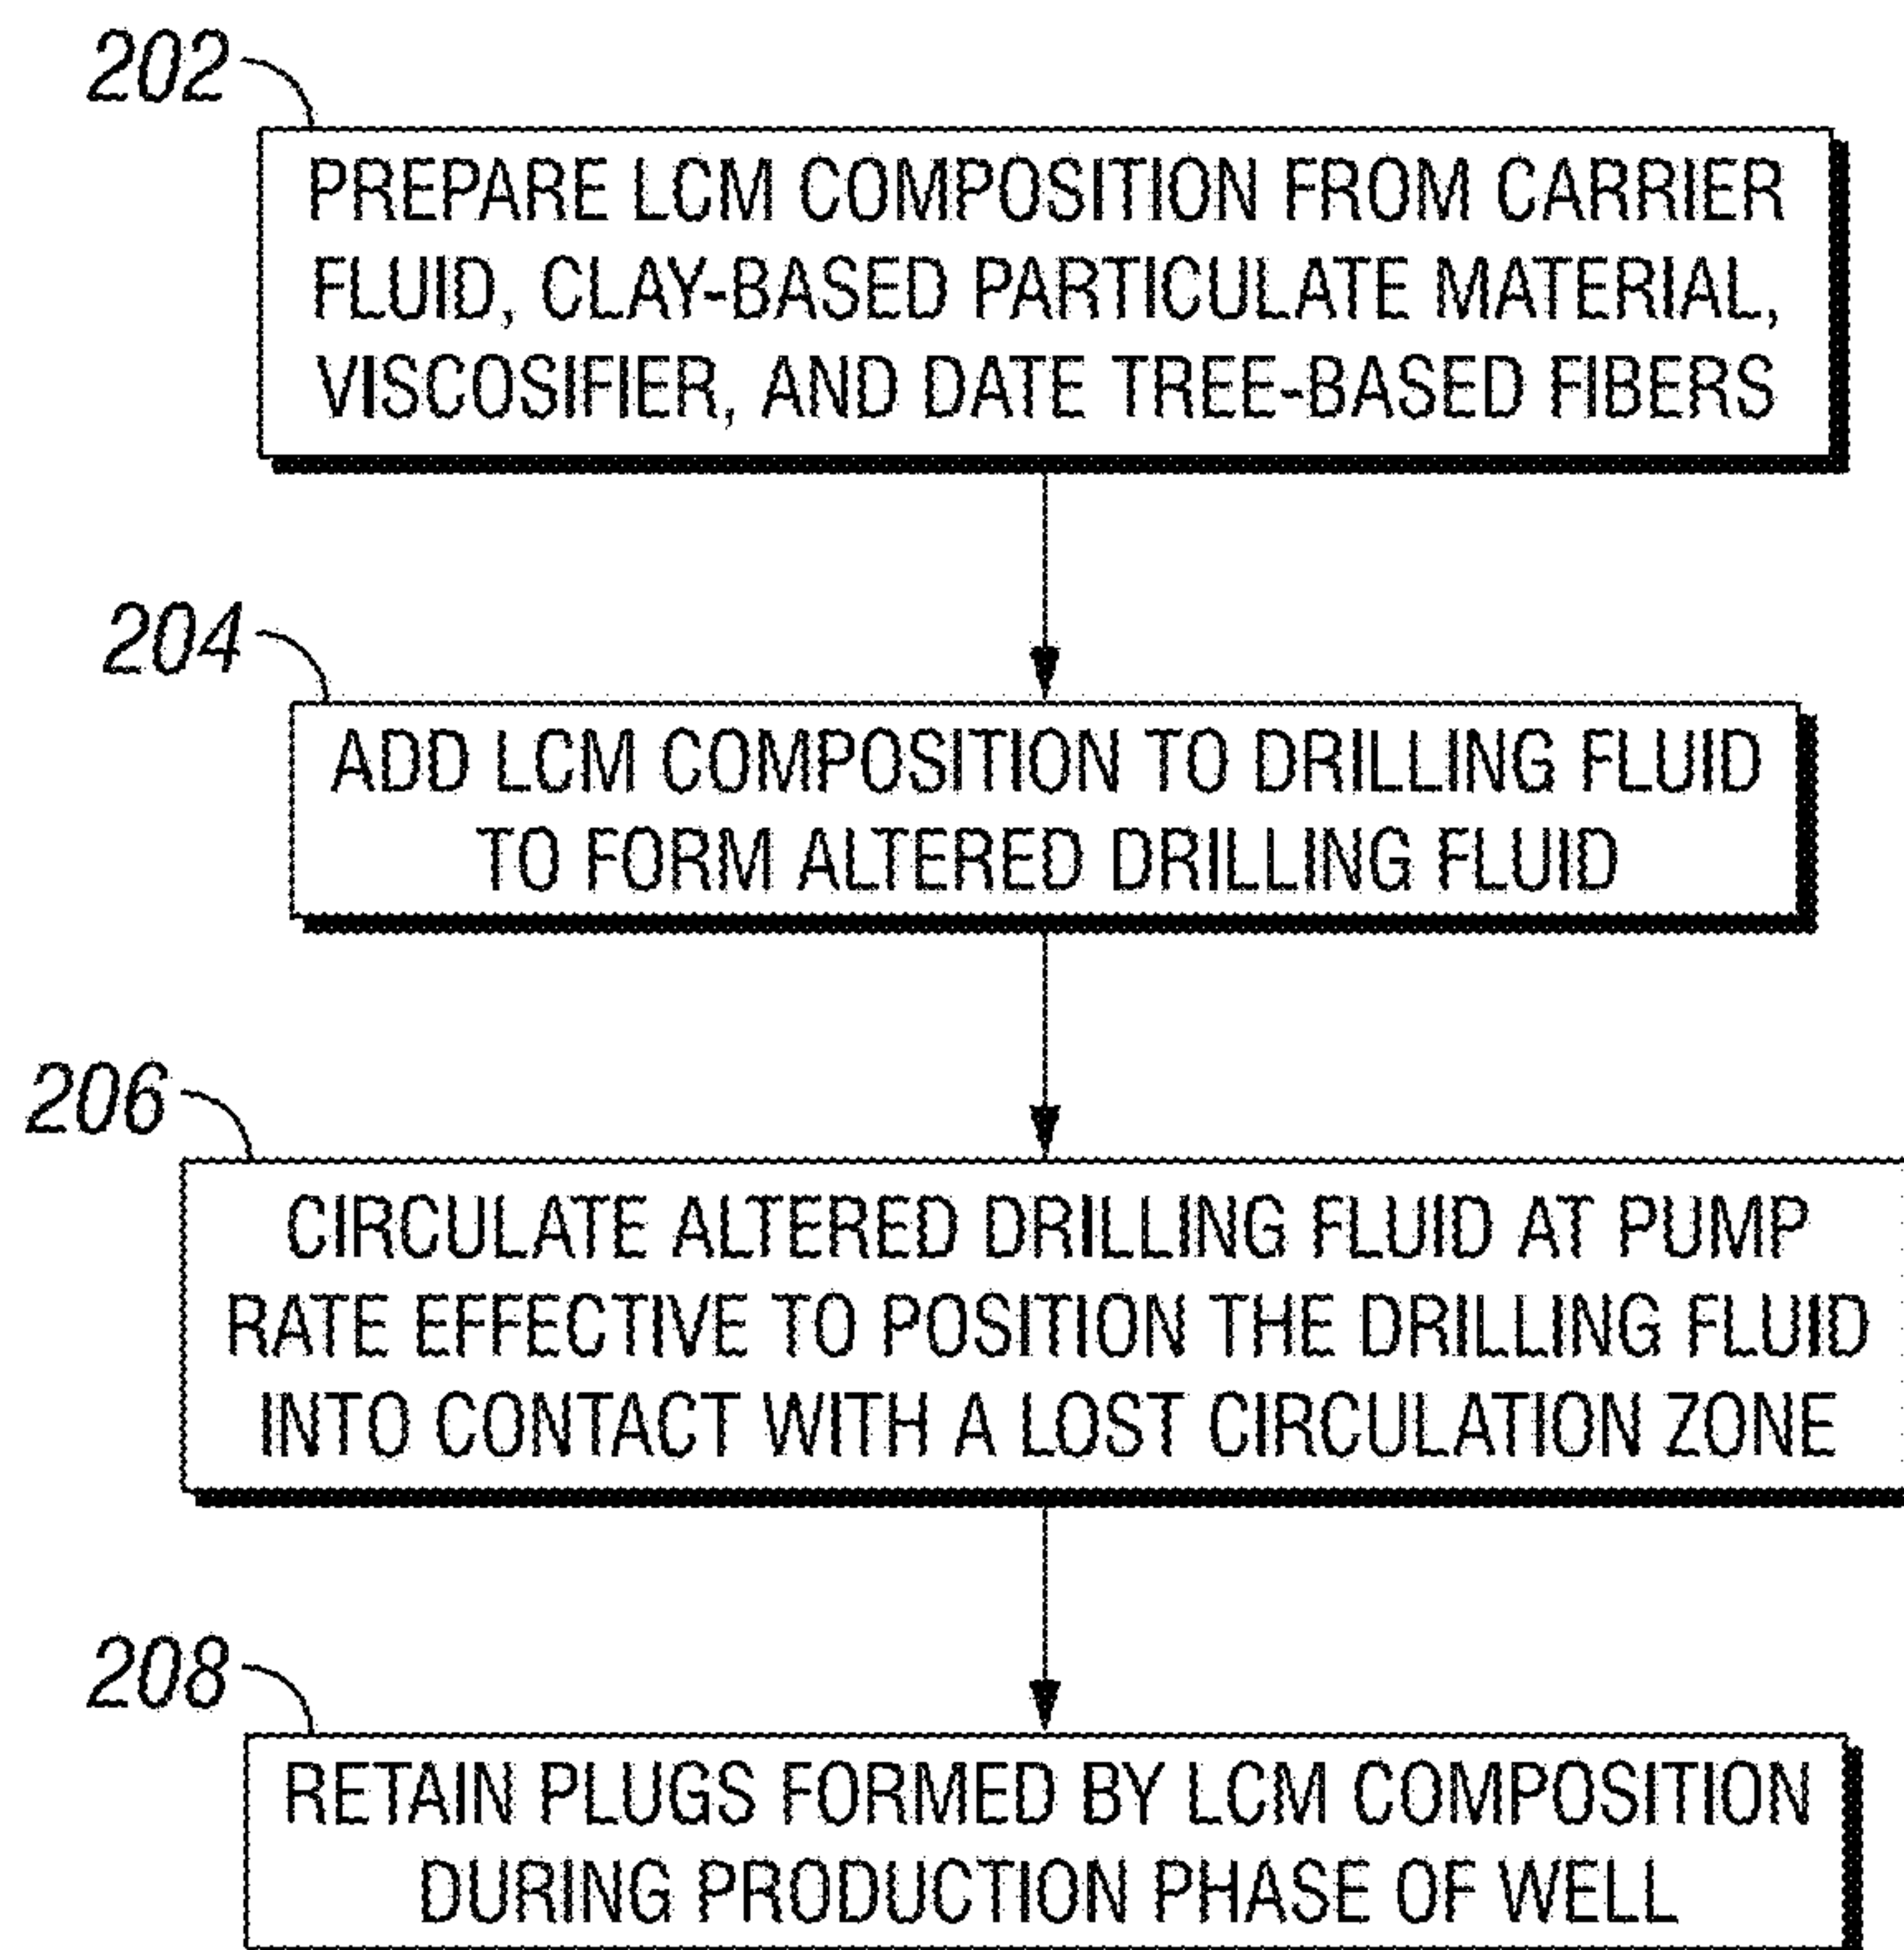 202
PREPARE LCM COMPOSITION FROM CARRIER
FLUID, CLAY-BASED PARTICULATE MATERIAL,
VISCOSIFIER, AND DATE TREE-BASED FIBERS
204
ADD LCM COMPOSITION TO DRILLING FLUID
TO FORM ALTERED DRILLING FLUID
206
CIRCULATE ALTERED DRILLING FLUID AT PUMP
RATE EFFECTIVE TO POSITION THE DRILLING FLUID
INTO CONTACT WITH A LOST CIRCULATION ZONE
208
RETAIN PLUGS FORMED BY LCM COMPOSITION
DURING PRODUCTION PHASE OF WELL